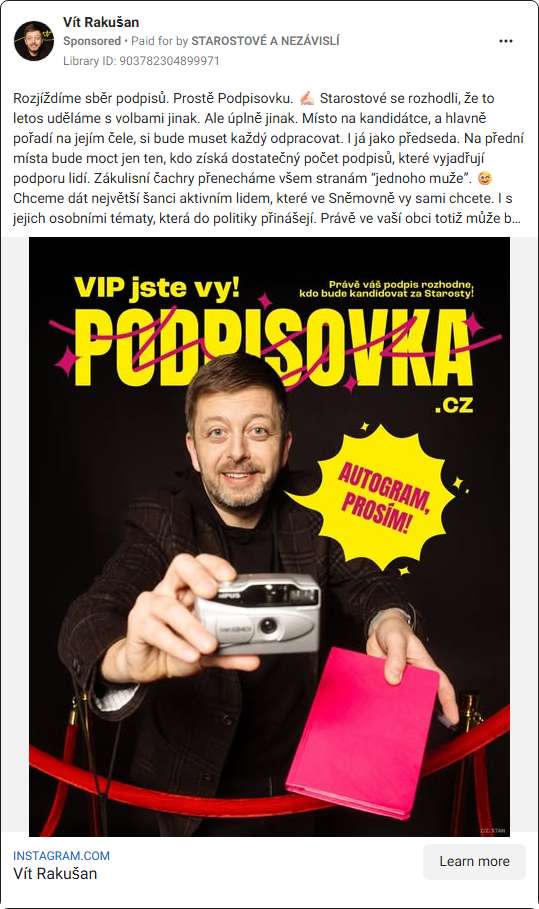 Vít Rakušan
Sponsored • Paid for by STAROSTOVÉ A NEZÁVISLÍ
Library ID: 903782304899971
Rozjíždíme sběr podpisů. Prostě Podpisovku. ✍🏻 Starostové se rozhodli, že to
letos uděláme s volbami jinak. Ale úplně jinak. Místo na kandidátce, a hlavně
pořadí na jejím čele, si bude muset každý odpracovat. I já jako předseda. Na přední
místa bude moct jen ten, kdo získá dostatečný počet podpisů, které vyjadřují
podporu lidí. Zákulisní čachry přenecháme všem stranám “jednoho muže”. 😉
Chceme dát největší šanci aktivním lidem, které ve Sněmovně vy sami chcete. I s
jejich osobními tématy, která do politiky přinášejí. Právě ve vaší obci totiž může b...
VIP jste vy!
Právě váš podpis rozhodne,
kdo bude kandidovat za Starosty!
PODPISOVKA
.CZ
AUTOGRAM,
PROSÍM!
INSTAGRAM.COM
Vít Rakušan
Learn more